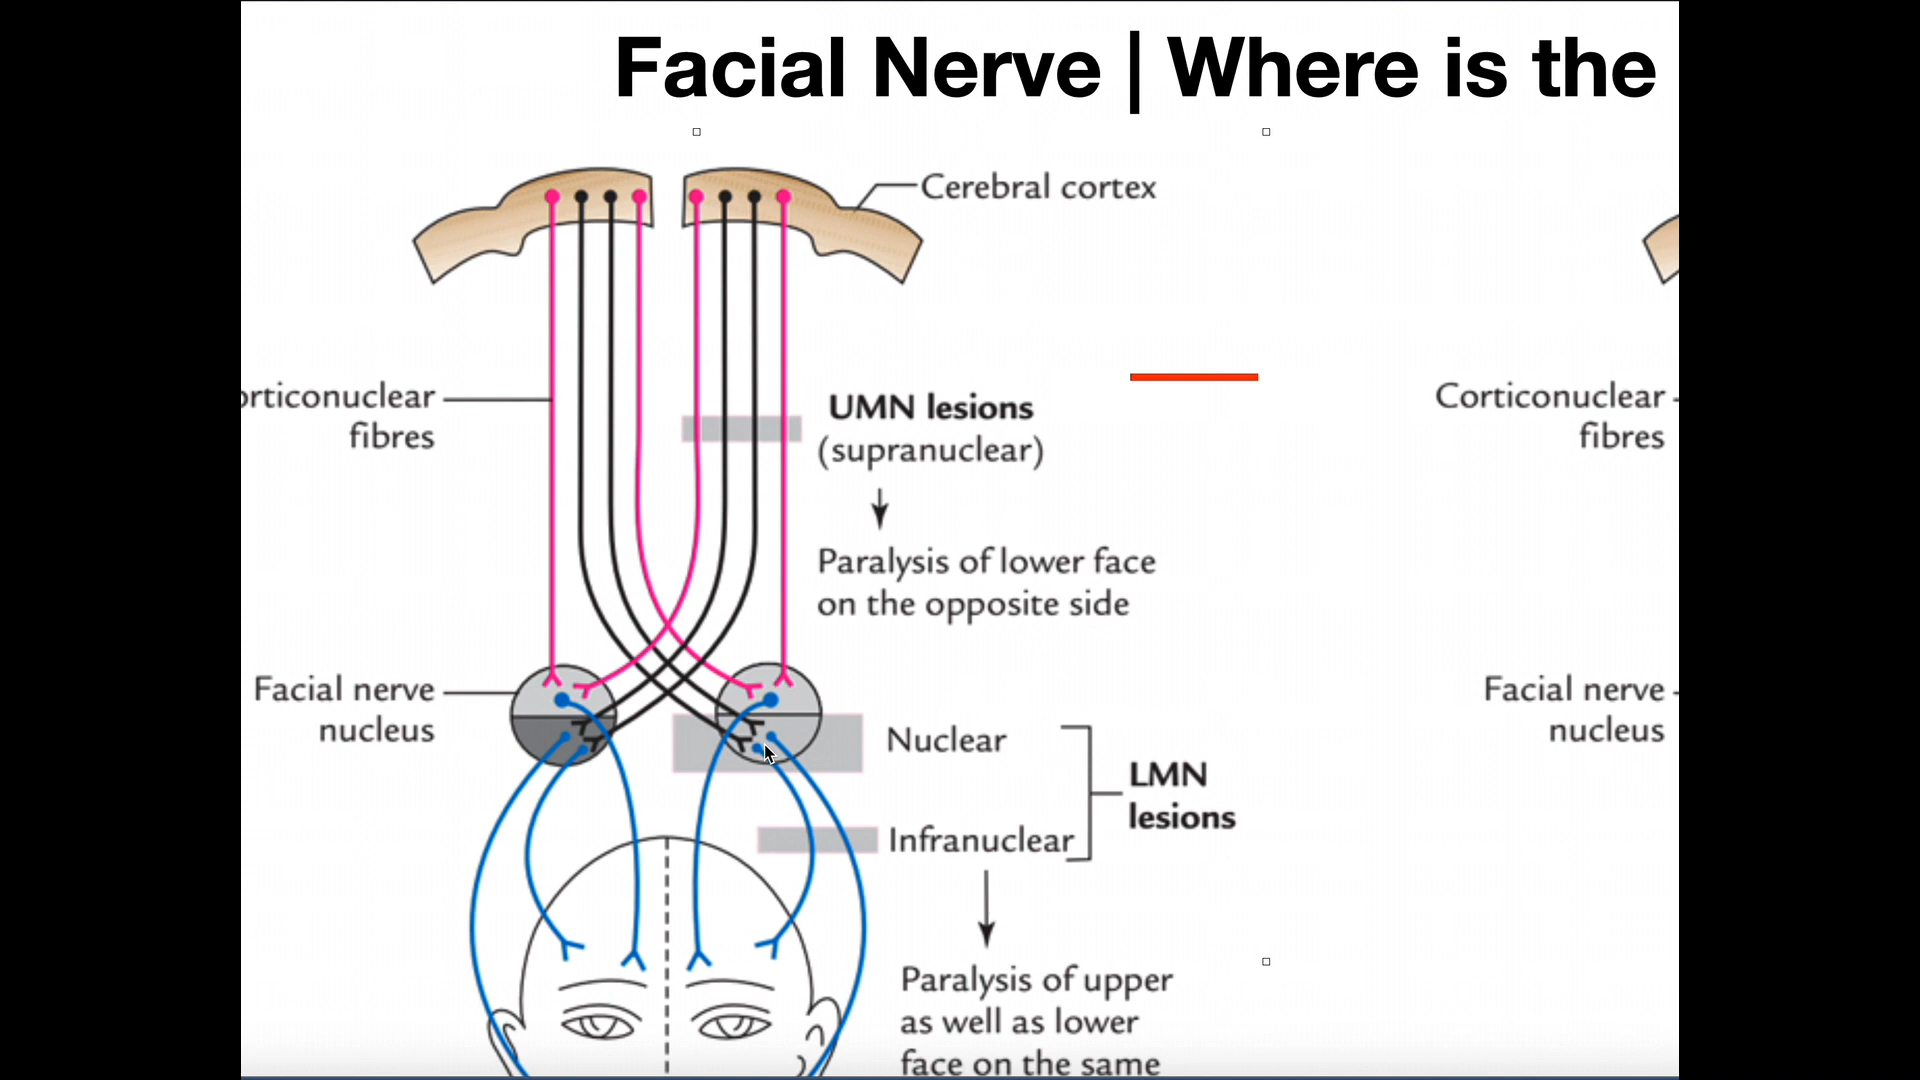 Facial Nerve | Where is the
Cerebral cortex
orticonuclear
fibres
UMN lesions
(supranuclear)
Paralysis of lower face
on the opposite side
Corticonuclear
fibres
Facial nerve
nucleus
Nuclear
LMN
lesions
Infranuclear
Paralysis of upper
as well as lower
face on the same
Facial nerve
nucleus